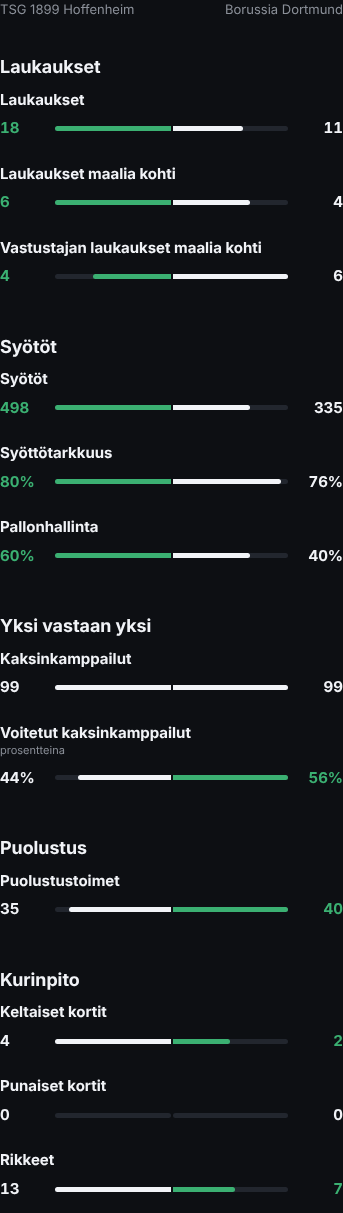 TSG 1899 Hoffenheim Borussia Dortmund
Laukaukset
Laukaukset
18 11
Laukaukset maalia kohti
6 4
Vastustajan laukaukset maalia kohti
4 6
Syötöt
Syötöt
498 335
Syöttötarkkuus
80% 76%
Pallonhallinta
60% 40%
Yksi vastaan yksi
Kaksinkamppailut
99 99
Voitetut kaksinkamppailut
prosentteina
44% 56%
Puolustus
Puolustustoimet
35 40
Kurinpito
Keltaiset kortit
4 2
Punaiset kortit
0 0
Rikkeet
13 7